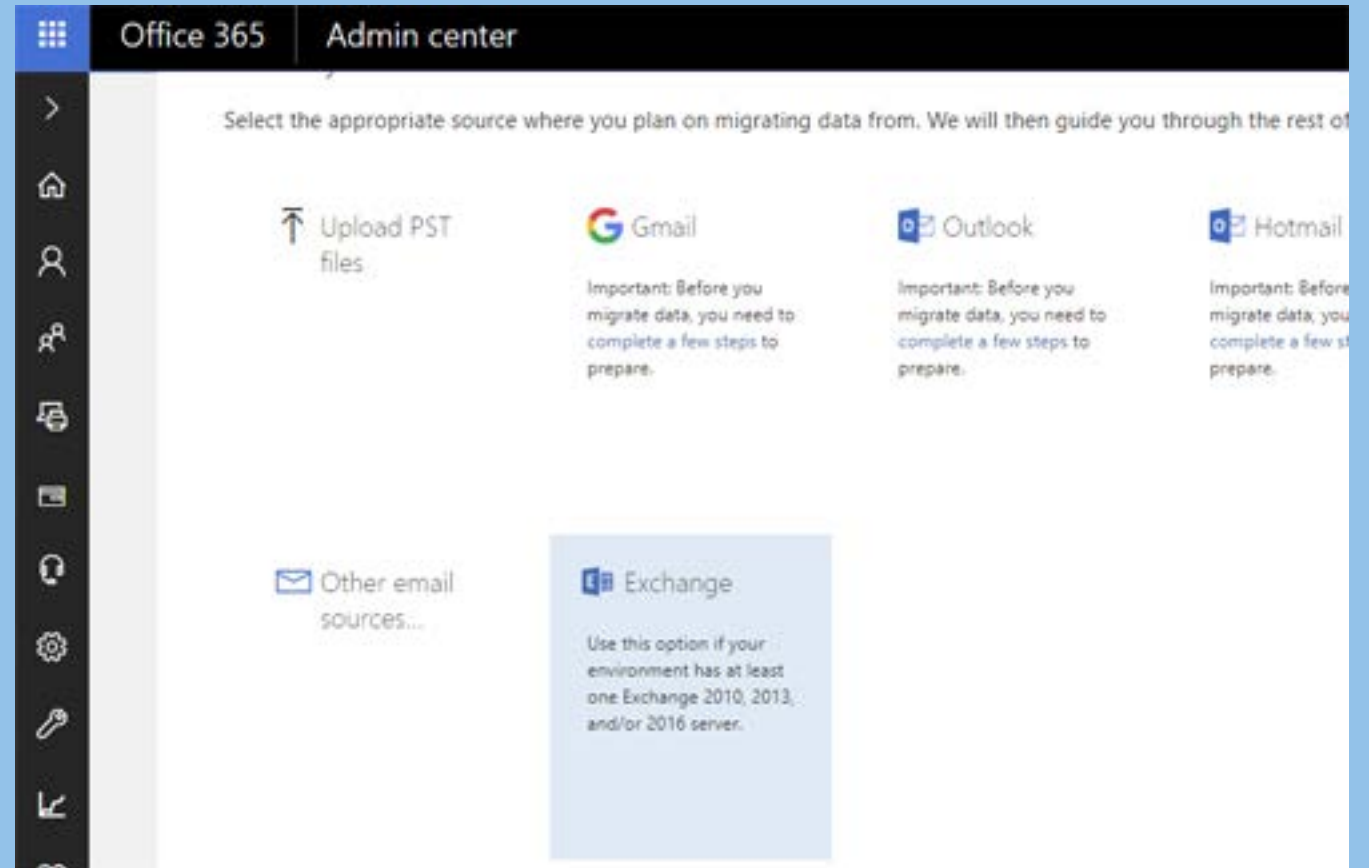 Office 365 Admin center
Select the appropriate source where you plan on migrating data from. We will then guide you through the rest of
Upload PST
files
Gmail
Important: Before you
migrate data, you need to
complete a few steps to
prepare.
Outlook
Important: Before you
migrate data, you need to
complete a few steps to
prepare.
Hotmail
Important: Before
migrate data, you
complete a few
prepare.
Other email
sources...
Exchange
Use this option if your
environment has at least
one Exchange 2010, 2013,
and/or 2016 server.